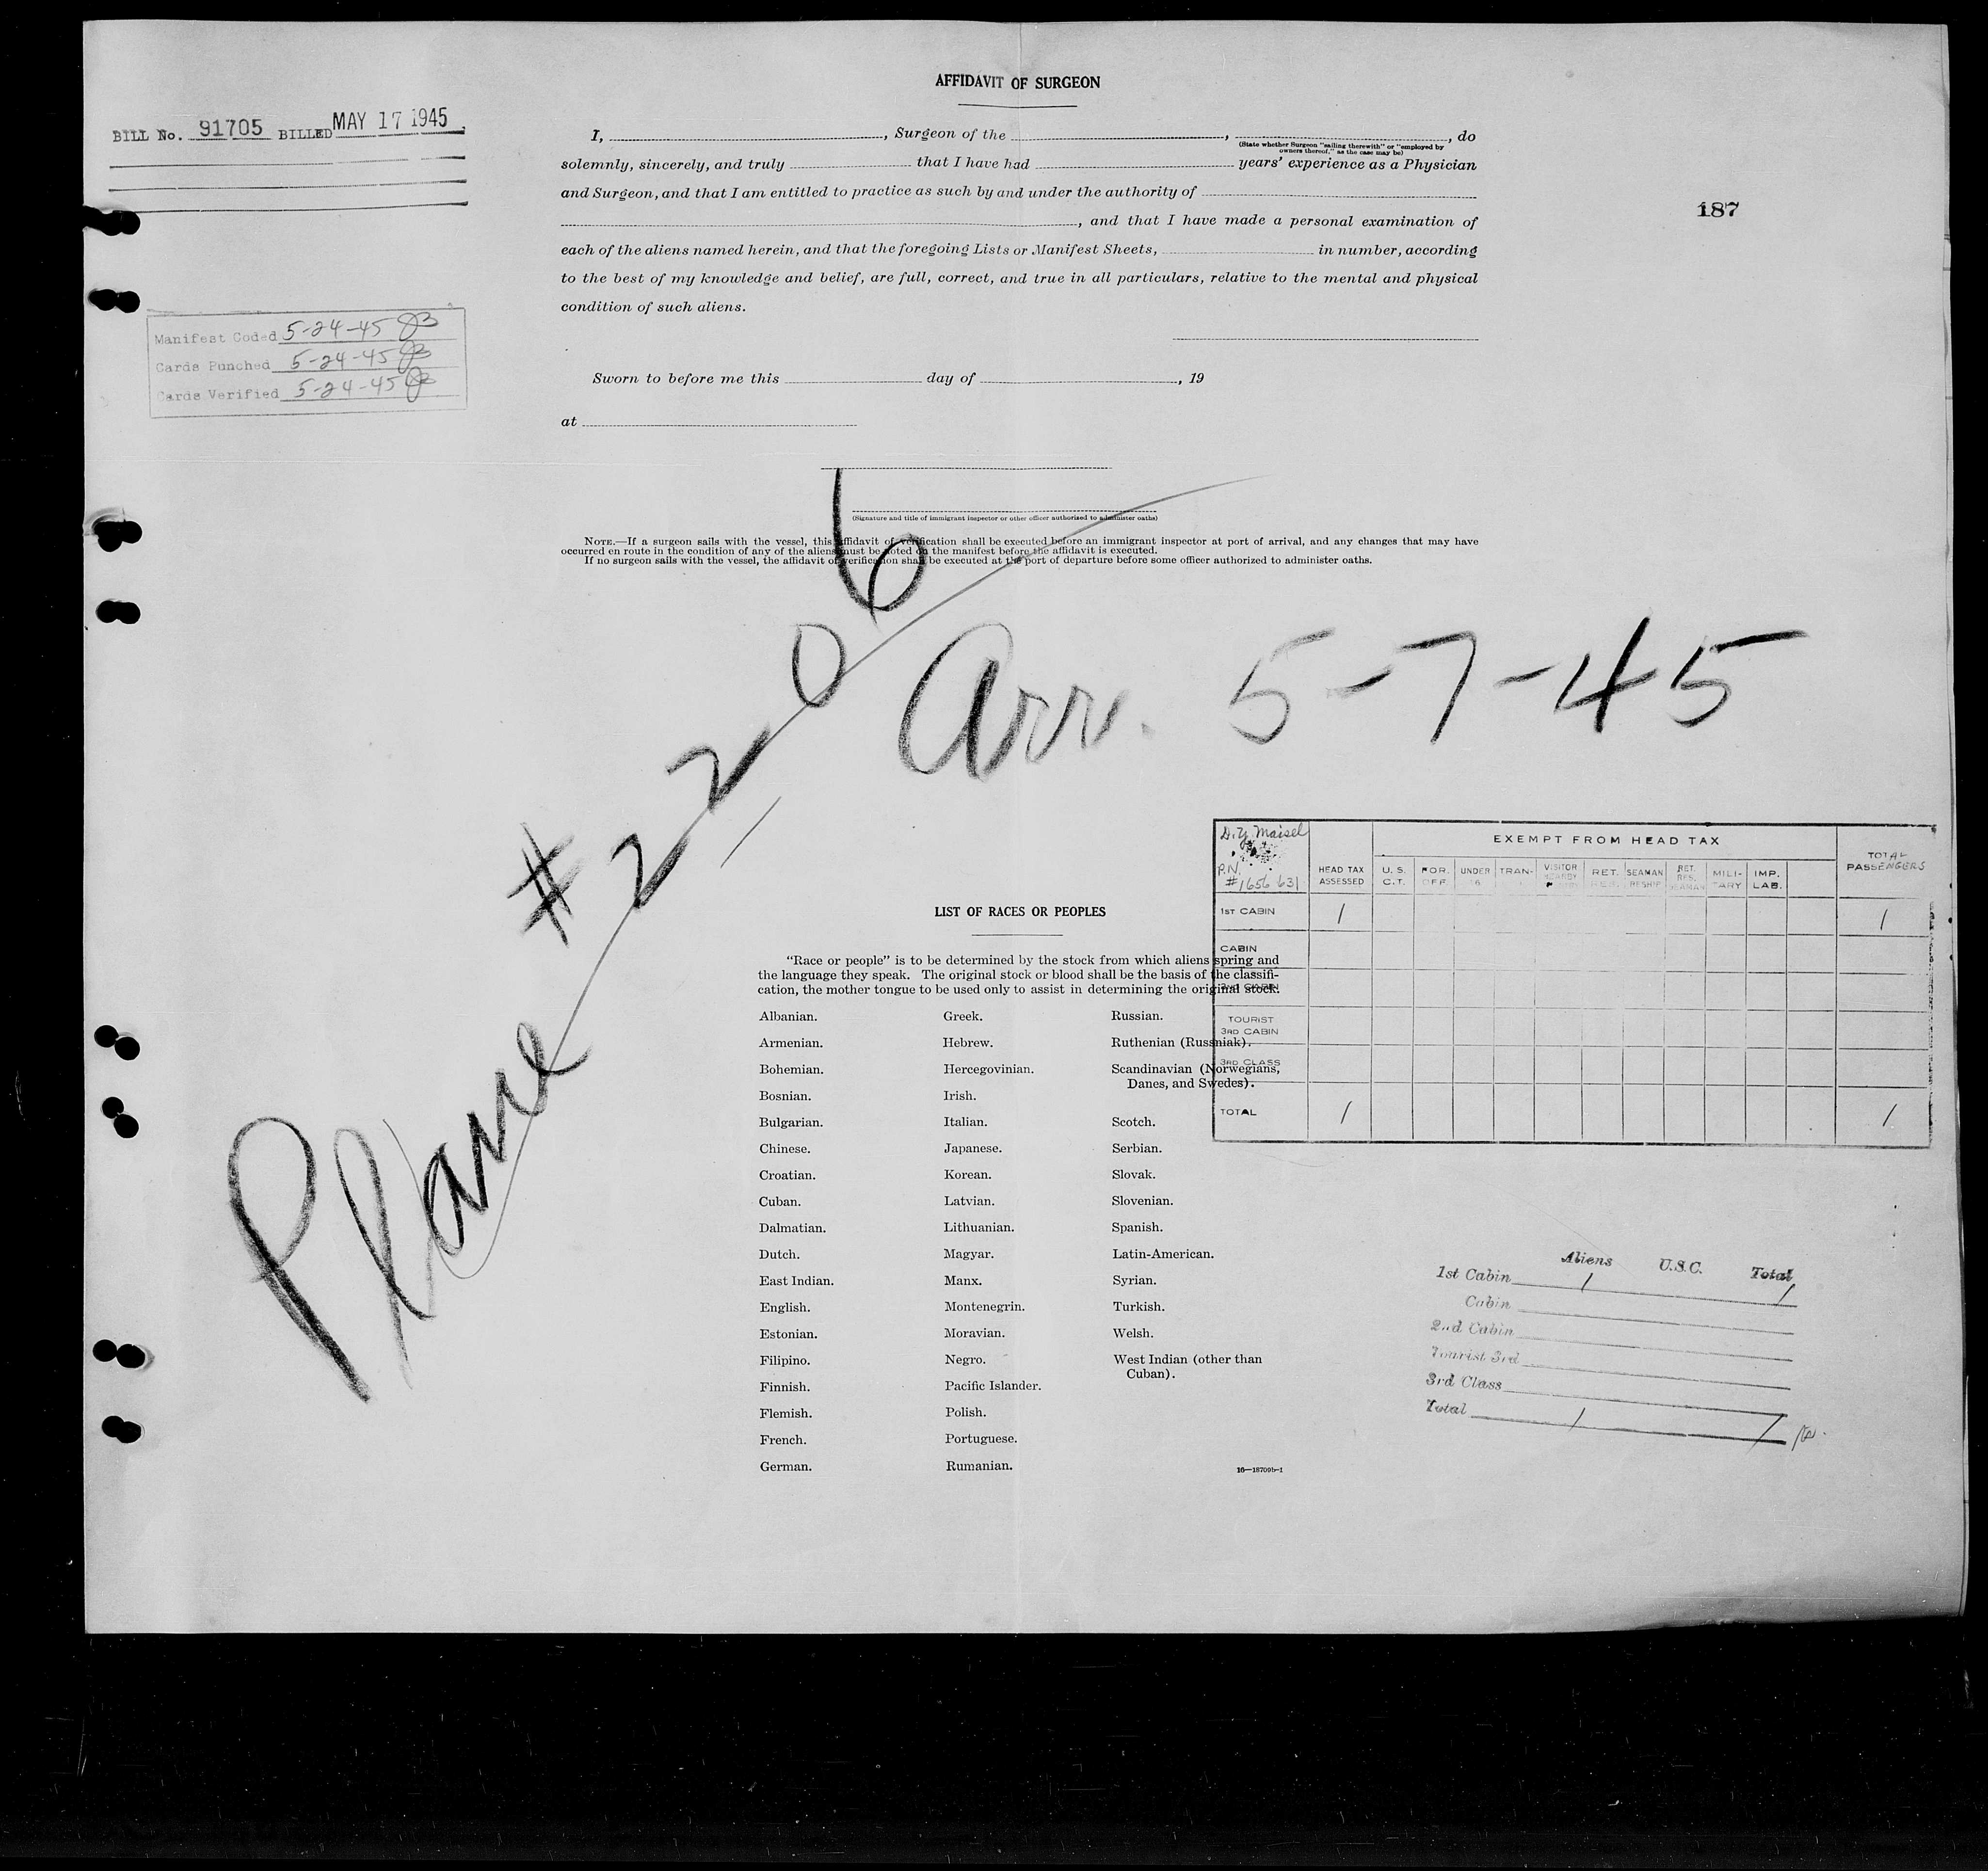 AFFIDAVIT OF SURGEON
BILL No. 91705 BILLED MAY 17 1945
187
I, , Surgeon of the , , do
(State whether Surgeon "sailing therewith" or "employed by
owners thereof," as the case may be)
solemnly, sincerely, and truly that I have had years' experience as a Physician
and Surgeon, and that I am entitled to practice as such by and under the authority of
, and that I have made a personal examination of
each of the aliens named herein, and that the foregoing Lists or Manifest Sheets, in number, according
to the best of my knowledge and belief, are full, correct, and true in all particulars, relative to the mental and physical
condition of such aliens.
Manifest Coded 5-24-45
Cards Punched 5-24-45
Cards Verified 5-24-45
Sworn to before me this day of , 19
at
(Signature and title of immigrant inspector or other officer authorized to administer oaths)
NOTE.—If a surgeon sails with the vessel, this affidavit of verification shall be executed before an immigrant inspector at port of arrival, and any changes that may have
occurred en route in the condition of any of the aliens must be noted on the manifest before the affidavit is executed.
If no surgeon sails with the vessel, the affidavit of verification shall be executed at the port of departure before some officer authorized to administer oaths.
Plane # 2206
Arr. 5-7-45
D. Y. Maisel
P.N.
#1656 631
HEAD TAX
ASSESSED
EXEMPT FROM HEAD TAX
U. S.
C.T.
FOR.
OFF.
UNDER
16
TRAN-
VISITOR
RET.
SEAMAN
RESHIP
RET.
RES.
SEAMAN
MILI-
TARY
IMP.
LAB.
TOTAL
PASSENGERS
1ST CABIN 1 1
CABIN
2ND CABIN
TOURIST
3RD CABIN
3RD CLASS
TOTAL 1 1
LIST OF RACES OR PEOPLES
"Race or people" is to be determined by the stock from which aliens spring and
the language they speak. The original stock or blood shall be the basis of the classifi-
cation, the mother tongue to be used only to assist in determining the original stock.
Albanian.
Armenian.
Bohemian.
Bosnian.
Bulgarian.
Chinese.
Croatian.
Cuban.
Dalmatian.
Dutch.
East Indian.
English.
Estonian.
Filipino.
Finnish.
Flemish.
French.
German.
Greek.
Hebrew.
Hercegovinian.
Irish.
Italian.
Japanese.
Korean.
Latvian.
Lithuanian.
Magyar.
Manx.
Montenegrin.
Moravian.
Negro.
Pacific Islander.
Polish.
Portuguese.
Rumanian.
Russian.
Ruthenian (Russniak).
Scandinavian (Norwegians,
Danes, and Swedes).
Scotch.
Serbian.
Slovak.
Slovenian.
Spanish.
Latin-American.
Syrian.
Turkish.
Welsh.
West Indian (other than
Cuban).
16—18709b-1
Aliens U.S.C. Total
1st Cabin 1 1
Cabin
2nd Cabin
Tourist 3rd
3rd Class
Total 1 1